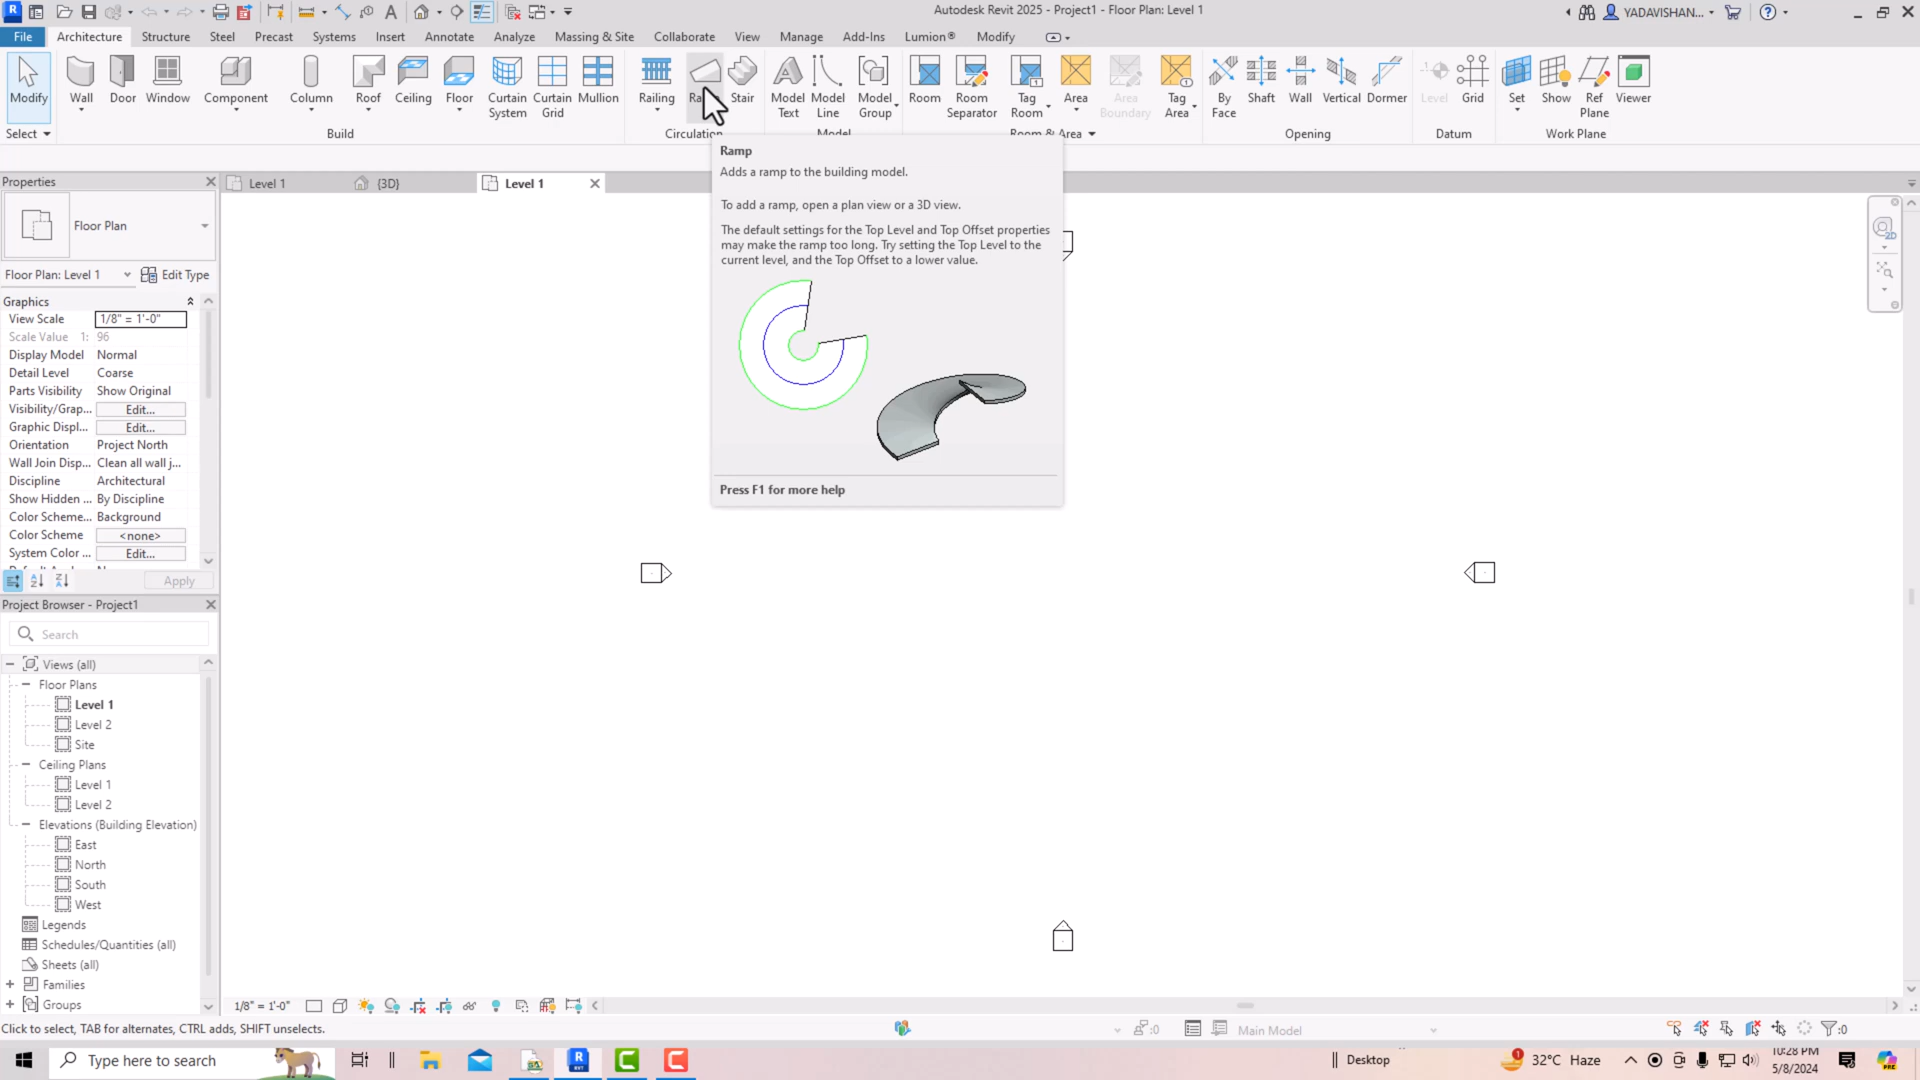 Autodesk Revit 2025 - Project1 - Floor Plan: Level 1
YADAVISHAN...
File Architecture Structure Steel Precast Systems Insert Annotate Analyze Massing & Site Collaborate View Manage Add-Ins Lumion® Modify
Modify Wall Door Window Component Column Roof Ceiling Floor Curtain System Curtain Grid Mullion Railing Stair Model Text Model Line Model Group Room Room Separator Tag Room Area Area Boundary Tag Area By Face Shaft Wall Vertical Dormer Level Grid Set Show Ref Plane Viewer
Select Build Circulation Model Room & Area Opening Datum Work Plane
Ramp
Adds a ramp to the building model.
To add a ramp, open a plan view or a 3D view.
The default settings for the Top Level and Top Offset properties
may make the ramp too long. Try setting the Top Level to the
current level, and the Top Offset to a lower value.
Press F1 for more help
Properties
Level 1
{3D}
Level 1
Floor Plan
Floor Plan: Level 1
Edit Type
Graphics
View Scale 1/8" = 1'-0"
Scale Value 1: 96
Display Model Normal
Detail Level Coarse
Parts Visibility Show Original
Visibility/Grap... Edit...
Graphic Displ... Edit...
Orientation Project North
Wall Join Disp... Clean all wall j...
Discipline Architectural
Show Hidden ... By Discipline
Color Scheme... Background
Color Scheme <none>
System Color ... Edit...
Apply
Project Browser - Project1
Search
Views (all)
Floor Plans
Level 1
Level 2
Site
Ceiling Plans
Level 1
Level 2
Elevations (Building Elevation)
East
North
South
West
Legends
Schedules/Quantities (all)
Sheets (all)
Families
Groups
2D
1/8" = 1'-0"
Click to select, TAB for alternates, CTRL adds, SHIFT unselects.
:0
Main Model
:0
Type here to search
Desktop
1
32°C Haze
10:28 PM
5/8/2024